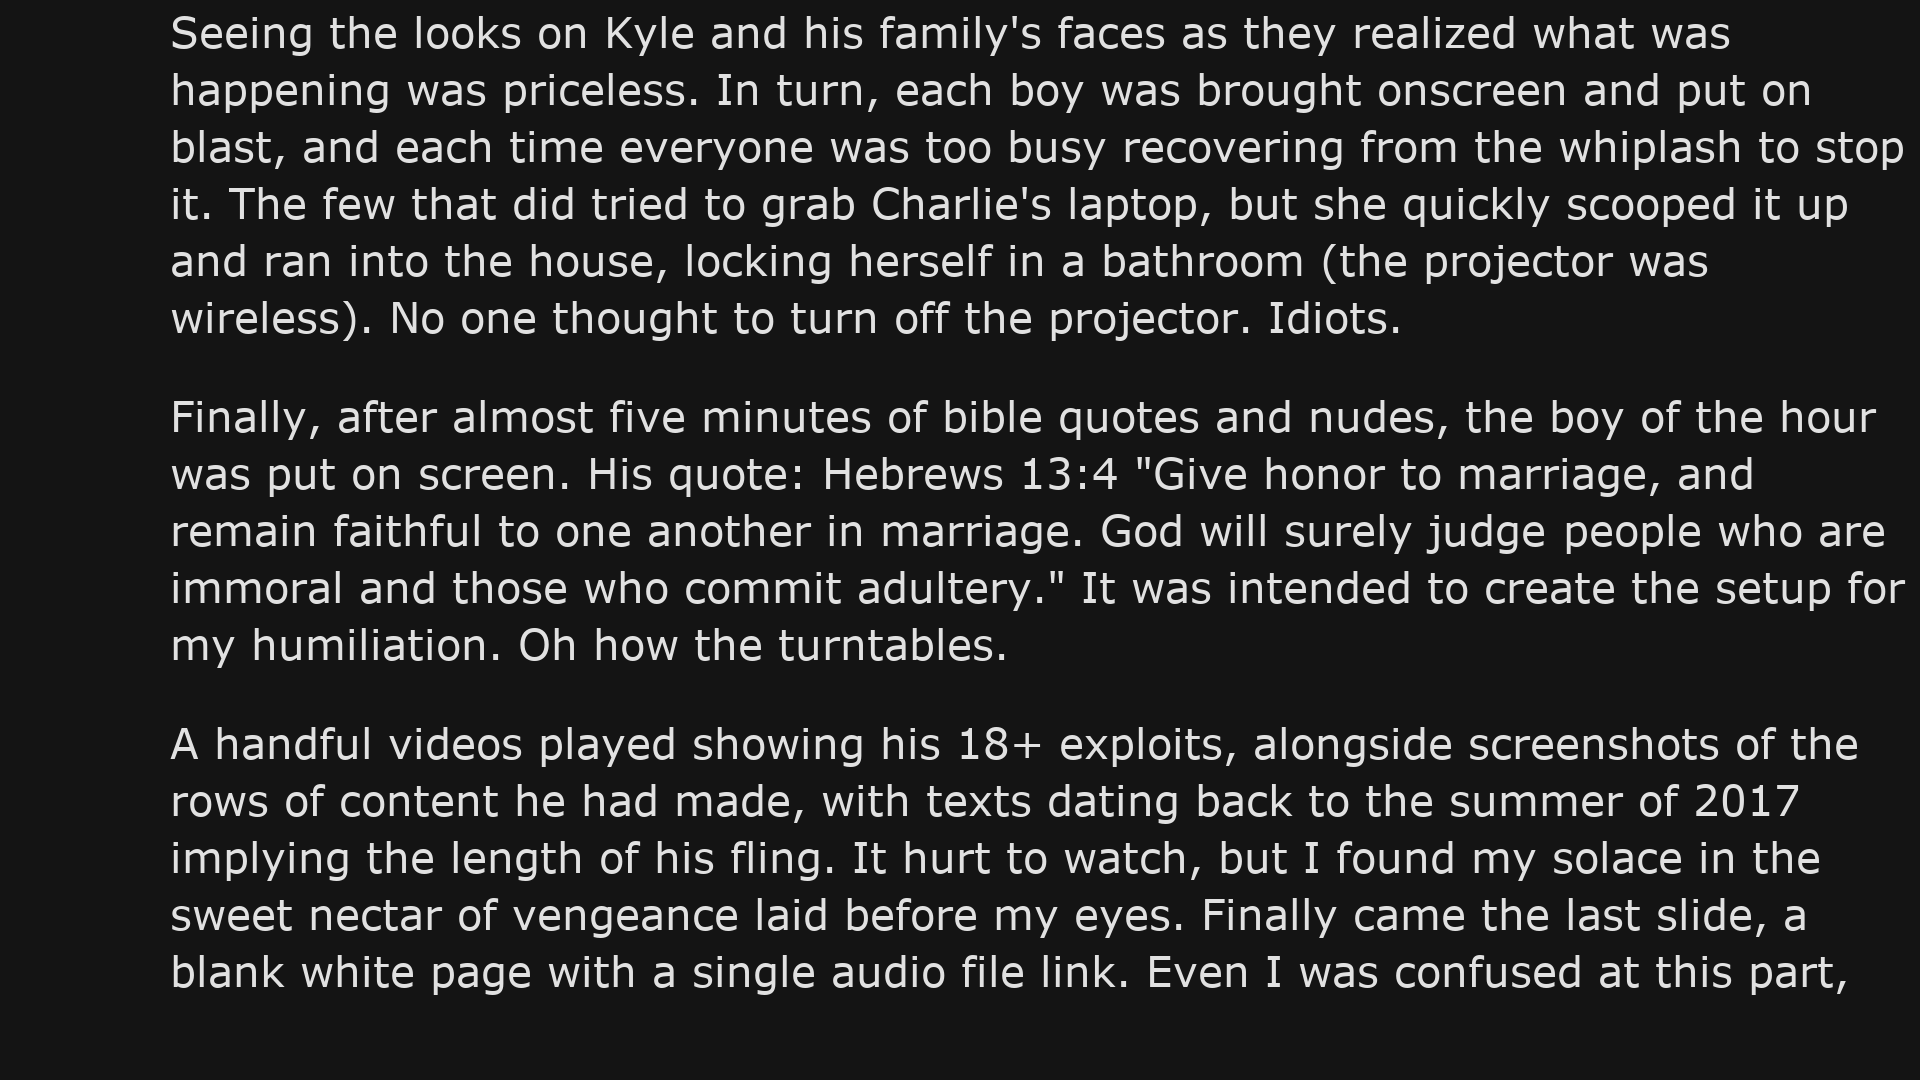 Seeing the looks on Kyle and his family's faces as they realized what was
happening was priceless. In turn, each boy was brought onscreen and put on
blast, and each time everyone was too busy recovering from the whiplash to stop
it. The few that did tried to grab Charlie's laptop, but she quickly scooped it up
and ran into the house, locking herself in a bathroom (the projector was
wireless). No one thought to turn off the projector. Idiots.
Finally, after almost five minutes of bible quotes and nudes, the boy of the hour
was put on screen. His quote: Hebrews 13:4 "Give honor to marriage, and
remain faithful to one another in marriage. God will surely judge people who are
immoral and those who commit adultery." It was intended to create the setup for
my humiliation. Oh how the turntables.
A handful videos played showing his 18+ exploits, alongside screenshots of the
rows of content he had made, with texts dating back to the summer of 2017
implying the length of his fling. It hurt to watch, but I found my solace in the
sweet nectar of vengeance laid before my eyes. Finally came the last slide, a
blank white page with a single audio file link. Even I was confused at this part,